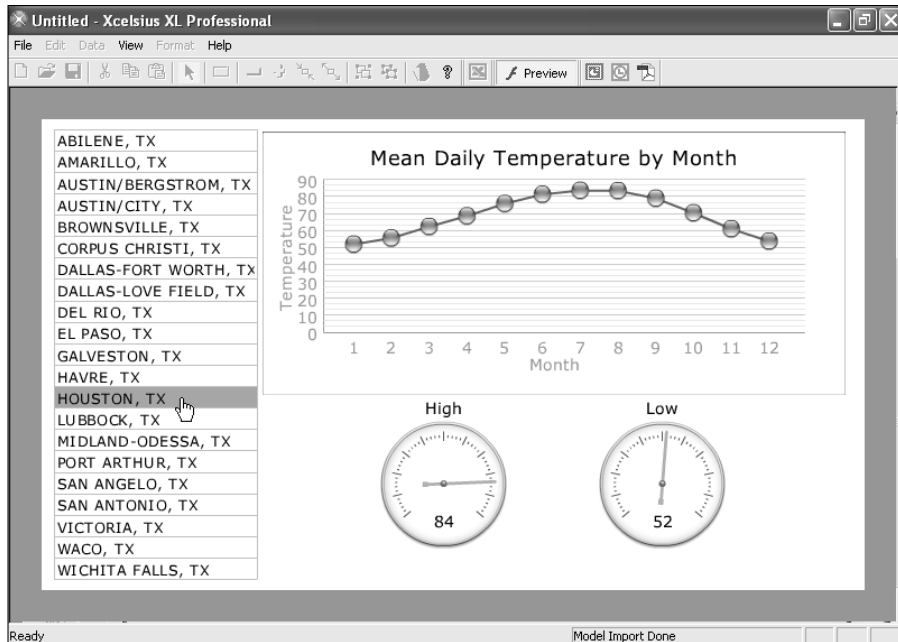 Untitled - Xcelsius XL Professional
File Edit Data View Format Help
Preview
ABILENE, TX
AMARILLO, TX
AUSTIN/BERGSTROM, TX
AUSTIN/CITY, TX
BROWNSVILLE, TX
CORPUS CHRISTI, TX
DALLAS-FORT WORTH, TX
DALLAS-LOVE FIELD, TX
DEL RIO, TX
EL PASO, TX
GALVESTON, TX
HAVRE, TX
HOUSTON, TX
LUBBOCK, TX
MIDLAND-ODESSA, TX
PORT ARTHUR, TX
SAN ANGELO, TX
SAN ANTONIO, TX
VICTORIA, TX
WACO, TX
WICHITA FALLS, TX
Mean Daily Temperature by Month
Temperature
90
80
70
60
50
40
30
20
10
0
1 2 3 4 5 6 7 8 9 10 11 12
Month
High
84
Low
52
Ready
Model Import Done